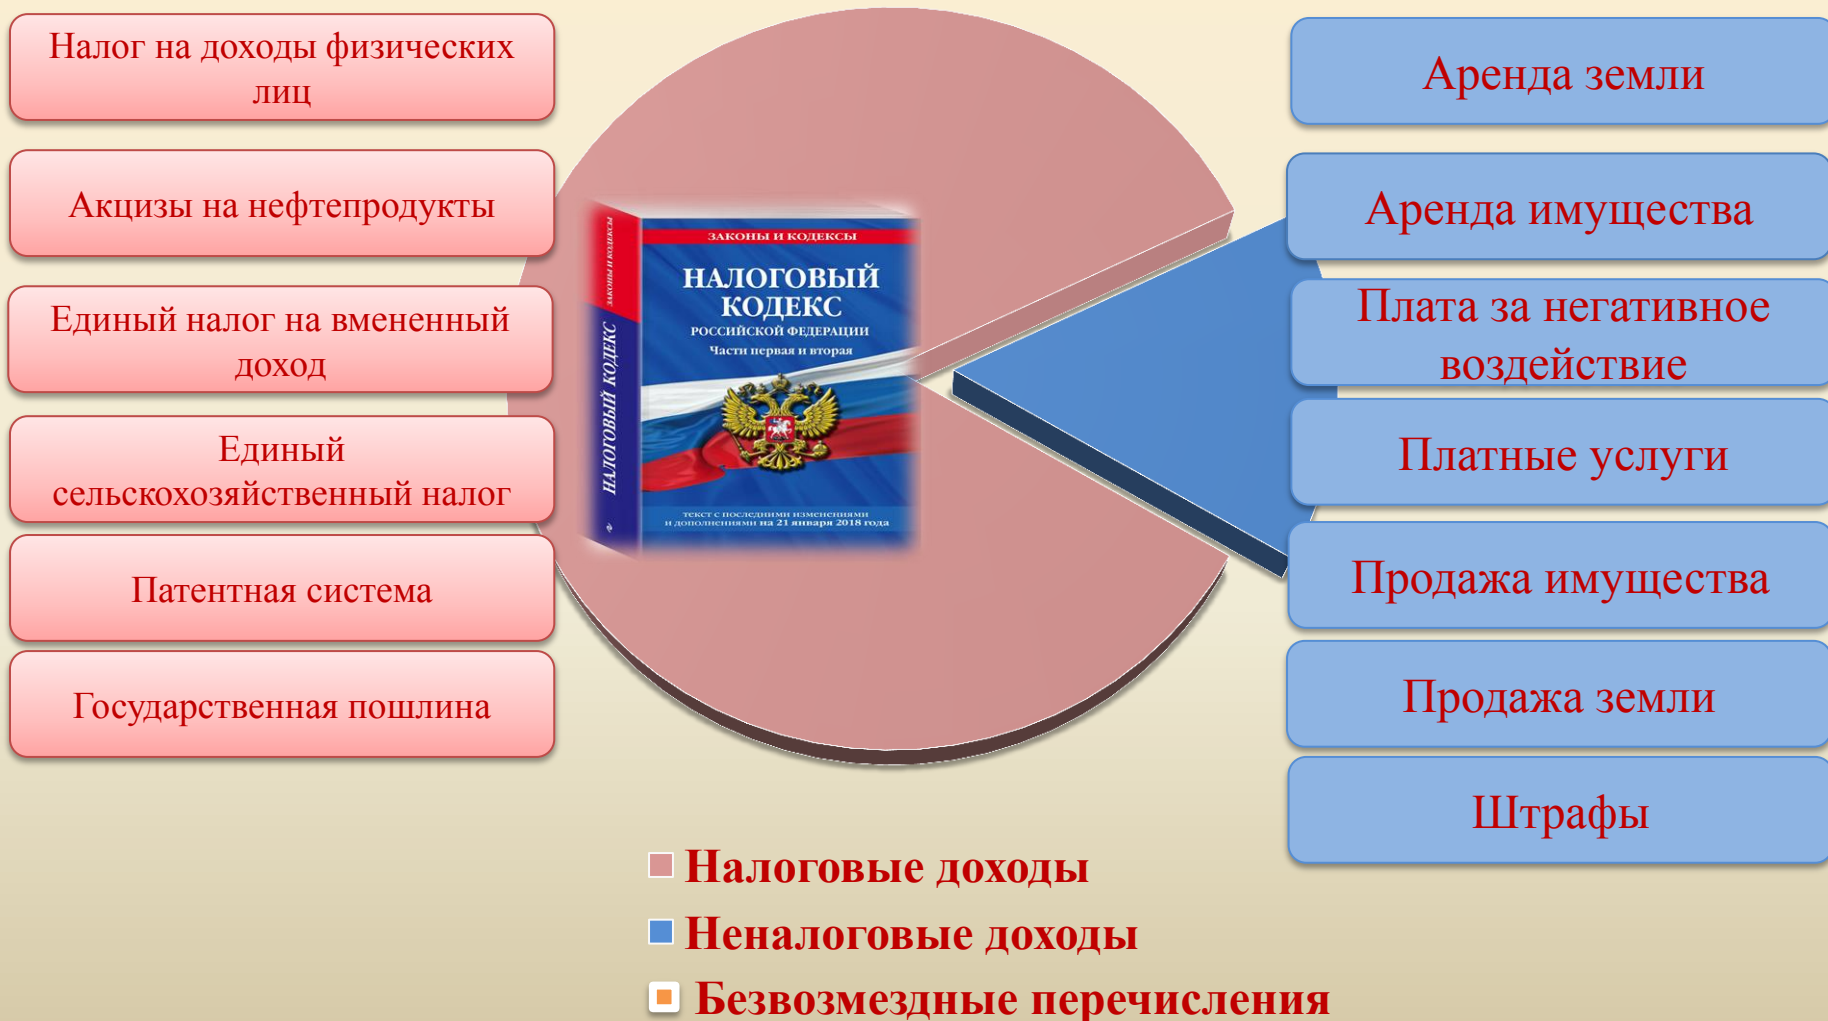 Налог на доходы физических
лиц
Акцизы на нефтепродукты
Единый налог на вмененный
доход
Единый
сельскохозяйственный налог
Патентная система
Государственная пошлина
ЗАКОНЫ И КОДЕКСЫ
НАЛОГОВЫЙ КОДЕКС
ЗАКОНЫ И КОДЕКСЫ
НАЛОГОВЫЙ
КОДЕКС
РОССИЙСКОЙ ФЕДЕРАЦИИ
Части первая и вторая
ТЕКСТ С ПОСЛЕДНИМИ ИЗМЕНЕНИЯМИ
И ДОПОЛНЕНИЯМИ на 21 января 2018 года
Аренда земли
Аренда имущества
Плата за негативное
воздействие
Платные услуги
Продажа имущества
Продажа земли
Штрафы
Налоговые доходы
Неналоговые доходы
Безвозмездные перечисления